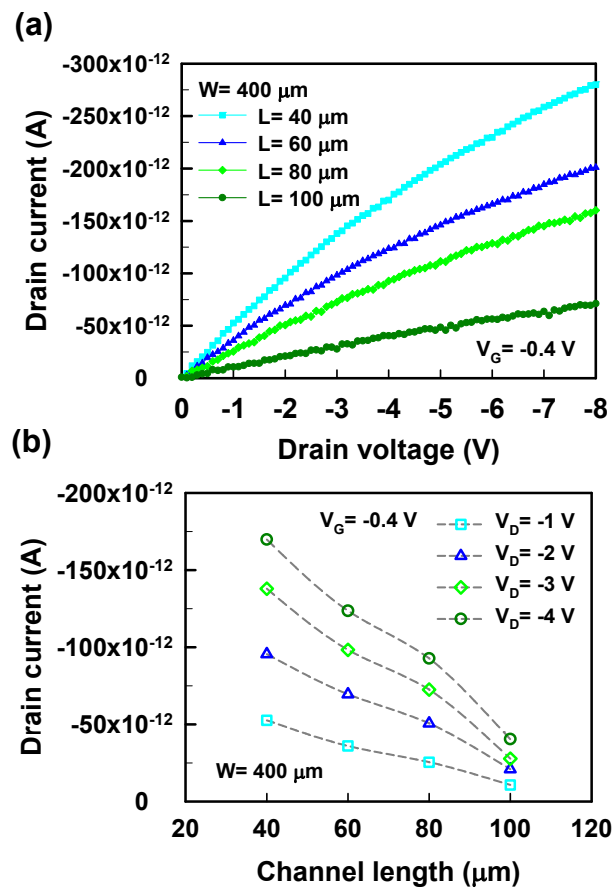 (a)
-300x10⁻¹²
-250x10⁻¹²
-200x10⁻¹²
-150x10⁻¹²
-100x10⁻¹²
-50x10⁻¹²
0
Drain current (A)
W= 400 μm
L= 40 μm
L= 60 μm
L= 80 μm
L= 100 μm
V_G= -0.4 V
0 -1 -2 -3 -4 -5 -6 -7 -8
Drain voltage (V)
(b)
-200x10⁻¹²
-150x10⁻¹²
-100x10⁻¹²
-50x10⁻¹²
0
Drain current (A)
V_G= -0.4 V
V_D= -1 V
V_D= -2 V
V_D= -3 V
V_D= -4 V
W= 400 μm
20 40 60 80 100 120
Channel length (μm)